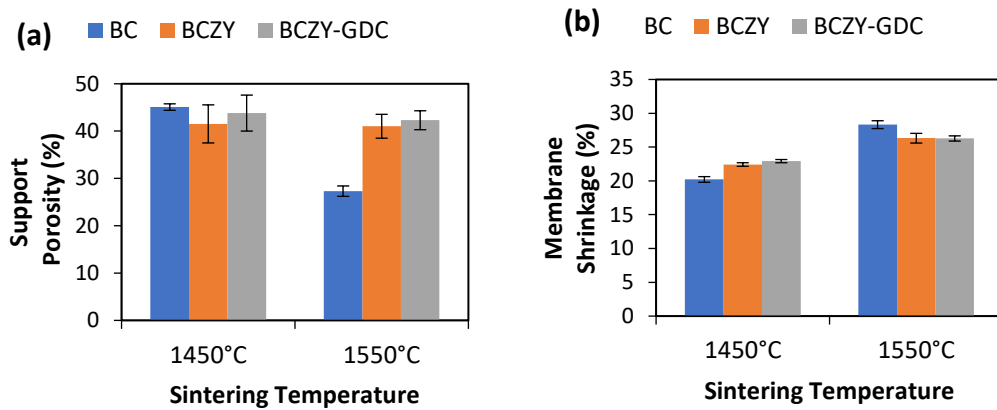 (a)
BC BCZY BCZY-GDC
Support
Porosity (%)
50
40
30
20
10
0
1450°C 1550°C
Sintering Temperature
(b)
BC BCZY BCZY-GDC
Membrane
Shrinkage (%)
35
30
25
20
15
10
5
0
1450°C 1550°C
Sintering Temperature